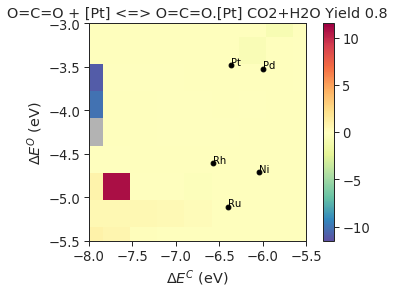 O=C=O + [Pt] <=> O=C=O.[Pt] CO2+H2O Yield 0.8
−3.0
−3.5
−4.0
−4.5
−5.0
−5.5
ΔE^O (eV)
Pt
Pd
Rh
Ni
Ru
−8.0 −7.5 −7.0 −6.5 −6.0 −5.5
ΔE^C (eV)
10
5
0
−5
−10